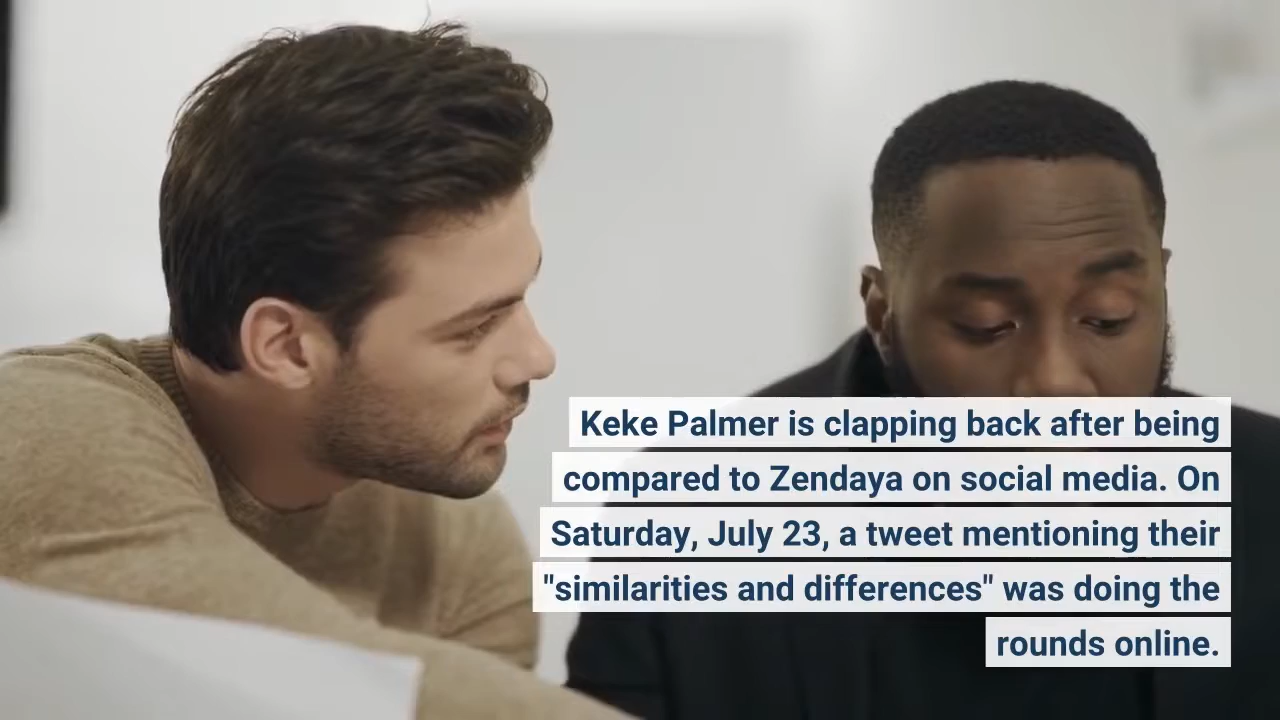 Keke Palmer is clapping back after being
compared to Zendaya on social media. On
Saturday, July 23, a tweet mentioning their
"similarities and differences" was doing the
rounds online.